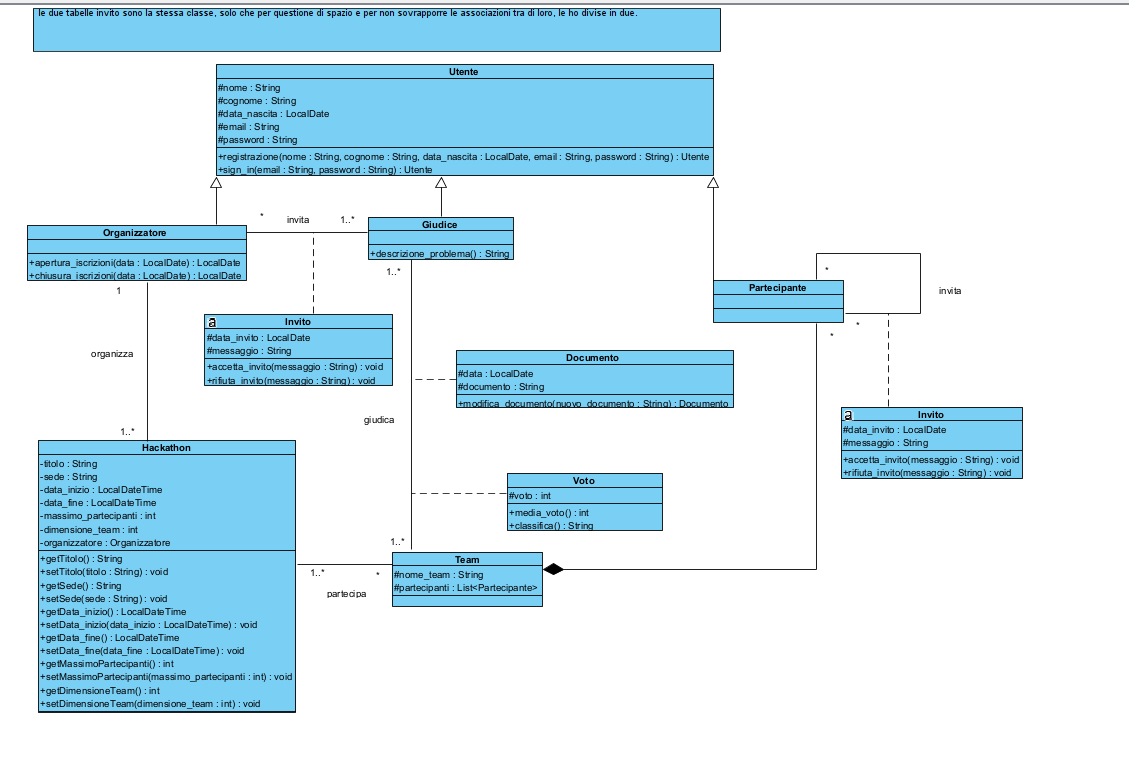 le due tabelle invito sono la stessa classe, solo che per questione di spazio e per non sovrapporre le associazioni tra di loro, le ho divise in due.
Utente
#nome : String
#cognome : String
#data_nascita : LocalDate
#email : String
#password : String
+registrazione(nome : String, cognome : String, data_nascita : LocalDate, email : String, password : String) : Utente
+sign_in(email : String, password : String) : Utente
* invita 1..*
Organizzatore
+apertura_iscrizioni(data : LocalDate) : LocalDate
+chiusura_iscrizioni(data : LocalDate) : LocalDate
1
Giudice
+descrizione_problema() : String
1..*
Partecipante
*
invita
*
*
organizza
a Invito
#data_invito : LocalDate
#messaggio : String
+accetta_invito(messaggio : String) : void
+rifiuta_invito(messaggio : String) : void
Documento
#data : LocalDate
#documento : String
+modifica_documento(nuovo_documento : String) : Documento
a Invito
#data_invito : LocalDate
#messaggio : String
+accetta_invito(messaggio : String) : void
+rifiuta_invito(messaggio : String) : void
giudica
1..*
Hackathon
-titolo : String
-sede : String
-data_inizio : LocalDateTime
-data_fine : LocalDateTime
-massimo_partecipanti : int
-dimensione_team : int
-organizzatore : Organizzatore
+getTitolo() : String
+setTitolo(titolo : String) : void
+getSede() : String
+setSede(sede : String) : void
+getData_inizio() : LocalDateTime
+setData_inizio(data_inizio : LocalDateTime) : void
+getData_fine() : LocalDateTime
+setData_fine(data_fine : LocalDateTime) : void
+getMassimoPartecipanti() : int
+setMassimoPartecipanti(massimo_partecipanti : int) : void
+getDimensioneTeam() : int
+setDimensioneTeam(dimensione_team : int) : void
Voto
#voto : int
+media_voto() : int
+classifica() : String
1..*
Team
#nome_team : String
#partecipanti : List<Partecipante>
1..* *
partecipa